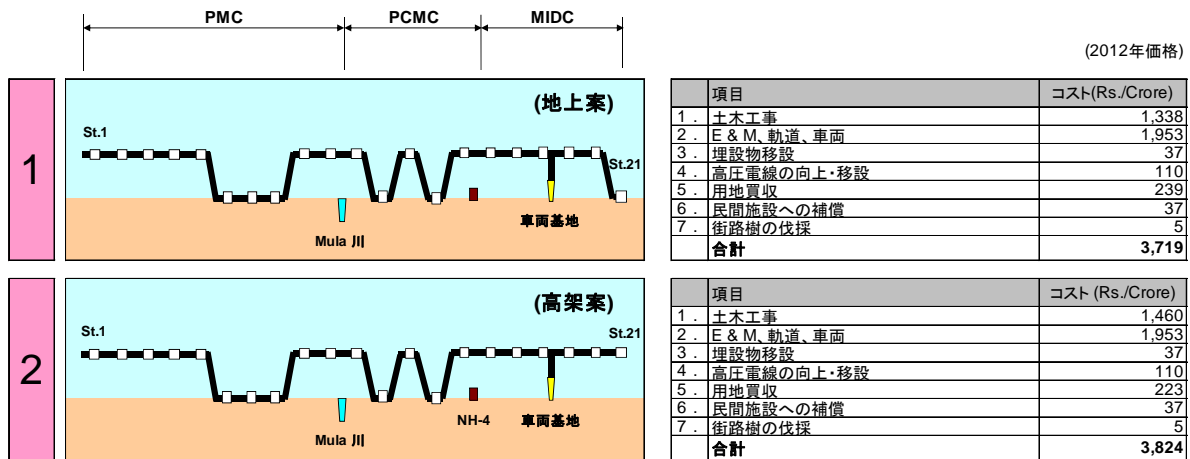 PMC PCMC MIDC
(2012年価格)
1
(地上案)
St.1
St.21
車両基地
Mula 川
項目 コスト(Rs./Crore)
1. 土木工事 1,338
2. E & M、軌道、車両 1,953
3. 埋設物移設 37
4. 高圧電線の向上・移設 110
5. 用地買収 239
6. 民間施設への補償 37
7. 街路樹の伐採 5
合計 3,719
2
(高架案)
St.1
St.21
NH-4 車両基地
Mula 川
項目 コスト (Rs./Crore)
1. 土木工事 1,460
2. E & M、軌道、車両 1,953
3. 埋設物移設 37
4. 高圧電線の向上・移設 110
5. 用地買収 223
6. 民間施設への補償 37
7. 街路樹の伐採 5
合計 3,824